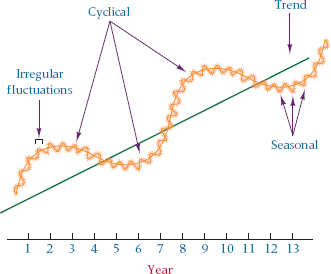 Trend
Cyclical
Irregular
fluctuations
Seasonal
1 2 3 4 5 6 7 8 9 10 11 12 13
Year